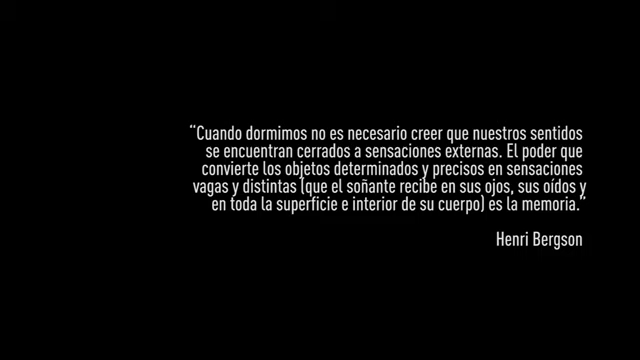 “Cuando dormimos no es necesario creer que nuestros sentidos
se encuentran cerrados a sensaciones externas. El poder que
convierte los objetos determinados y precisos en sensaciones
vagas y distintas (que el soñante recibe en sus ojos, sus oídos y
en toda la superficie e interior de su cuerpo) es la memoria.”
Henri Bergson